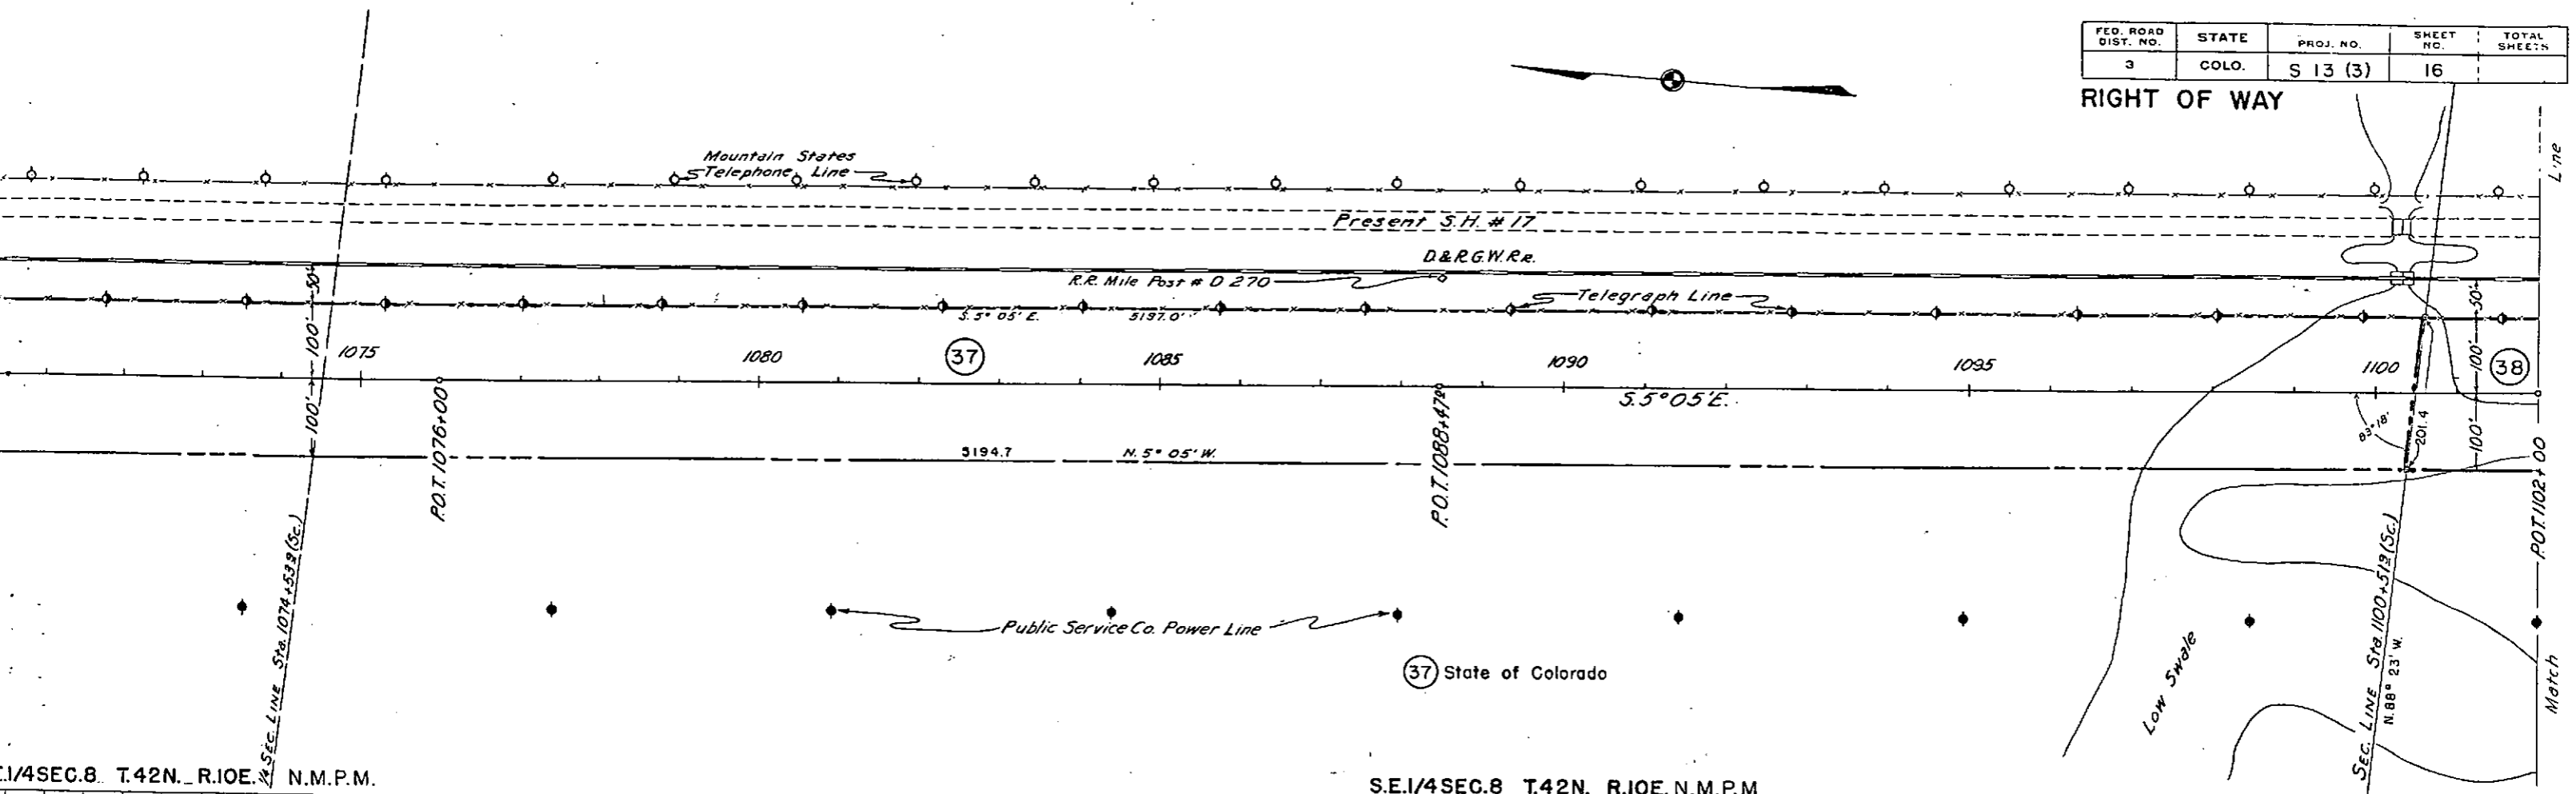 FED. ROAD DIST. NO. STATE PROJ. NO. SHEET NO. TOTAL SHEETS
3 COLO. S 13 (3) 16
RIGHT OF WAY
Line
Mountain States
Telephone Line
Present S.H. #17
D.& R.G.W.R.R.
R.R. Mile Post # D 270
Telegraph Line
S. 5° 05' E. 5197.0'
50'
100'
100'
50'
100'
100'
1075 1080 37 1085 1090 1095 1100 38
S. 5° 05' E.
83° 18'
201.4
5194.7 N. 5° 05' W.
P.O.T. 1076+00
P.O.T. 1088+47
P.O.T. 1102+00
1/4 SEC. LINE Sta. 1074+53 (Sc.)
SEC. LINE Sta. 1100+51 (Sc.)
N. 88° 23' W.
Public Service Co. Power Line
37 State of Colorado
Low Swale
Match
E.1/4 SEC.8 T.42N. R.10E. N.M.P.M.
S.E.1/4 SEC.8 T.42N. R.10E. N.M.P.M